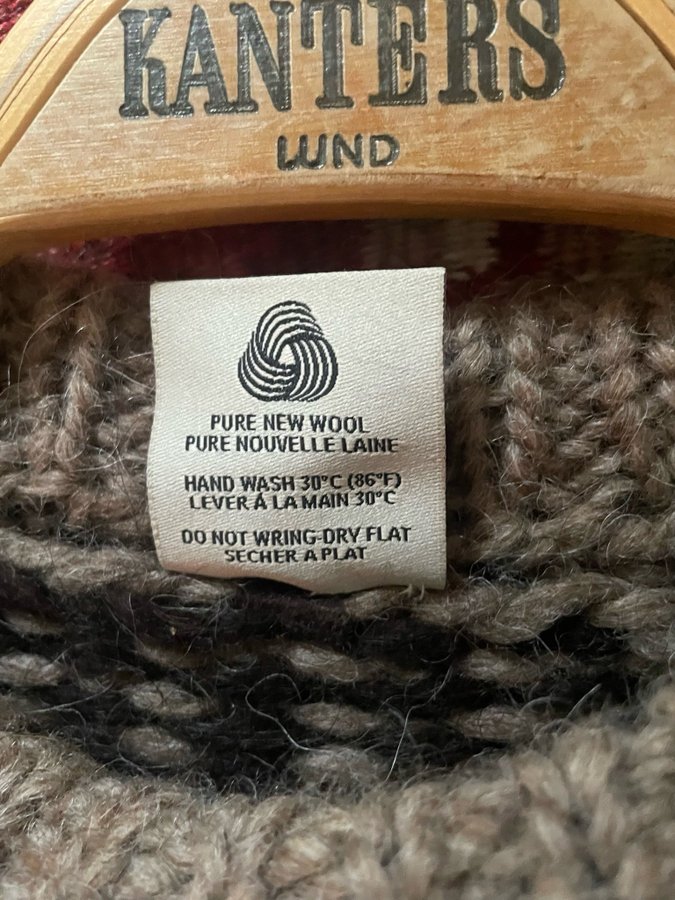 KANTERS
LUND
PURE NEW WOOL
PURE NOUVELLE LAINE
HAND WASH 30°C (86°F)
LEVER Á LA MAIN 30°C
DO NOT WRING-DRY FLAT
SECHER A PLAT